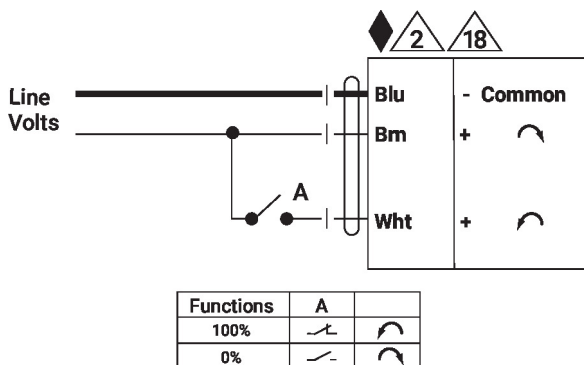 2 18
Line
Volts
Blu - Common
Brn +
A
Wht +
Functions A
100%
0%